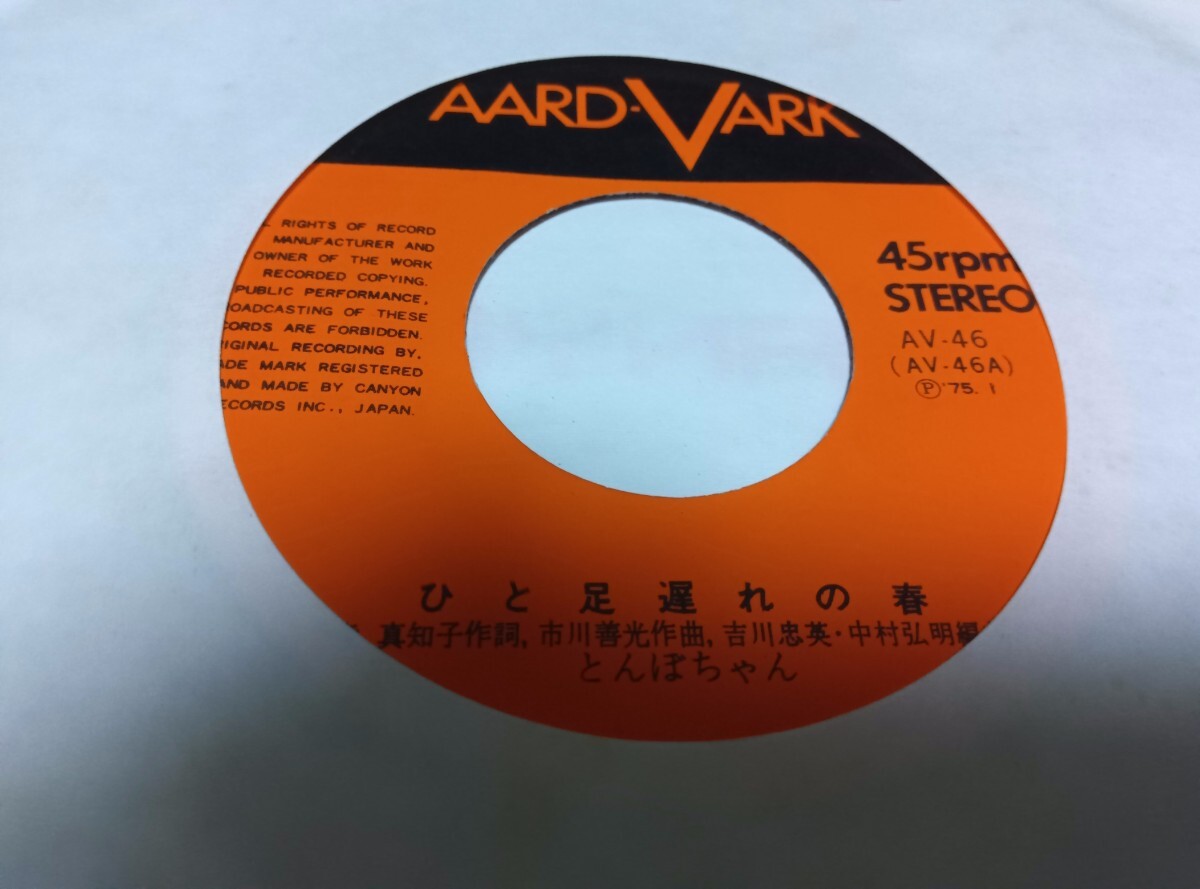 AARD-VARK
RIGHTS OF RECORD
MANUFACTURER AND
OWNER OF THE WORK
RECORDED COPYING.
PUBLIC PERFORMANCE,
OADCASTING OF THESE
CORDS ARE FORBIDDEN.
IGINAL RECORDING BY,
ADE MARK REGISTERED
AND MADE BY CANYON
ECORDS INC., JAPAN.
45rpm
STEREO
AV-46
(AV-46A)
Ⓟ'75. 1
ひと足遅れの春
真知子作詞, 市川善光作曲, 吉川忠英・中村弘明編
とんぼちゃん